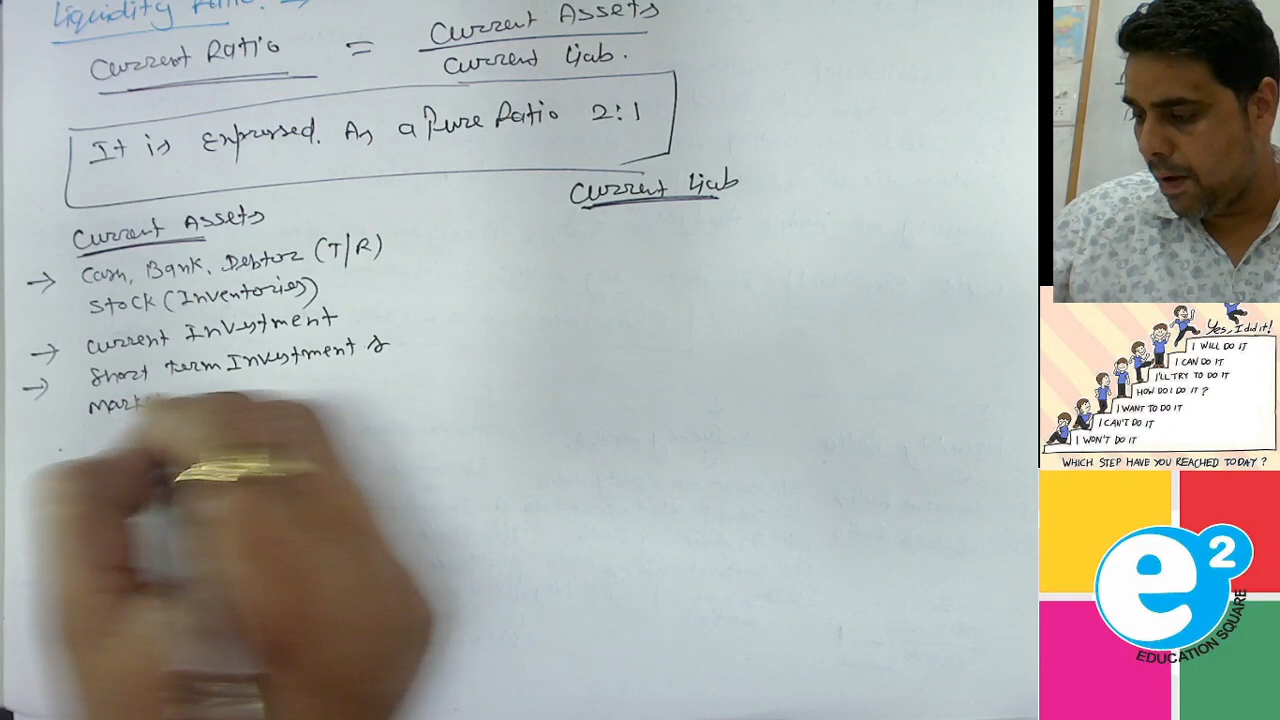 Liquidity
Current Ratio = Current Assets
Current Liab.
It is Expressed. As a Pure Ratio 2:1
Current Assets
→ Cash, Bank, Debtor (T/R)
Stock (Inventories)
→ Current Investment
→ Short term Investment &
Current Liab
Yes, I did it!
I WILL DO IT
I CAN DO IT
I'LL TRY TO DO IT
HOW DO I DO IT?
I WANT TO DO IT
I CAN'T DO IT
I WON'T DO IT
WHICH STEP HAVE YOU REACHED TODAY?
e2
EDUCATION SQUARE